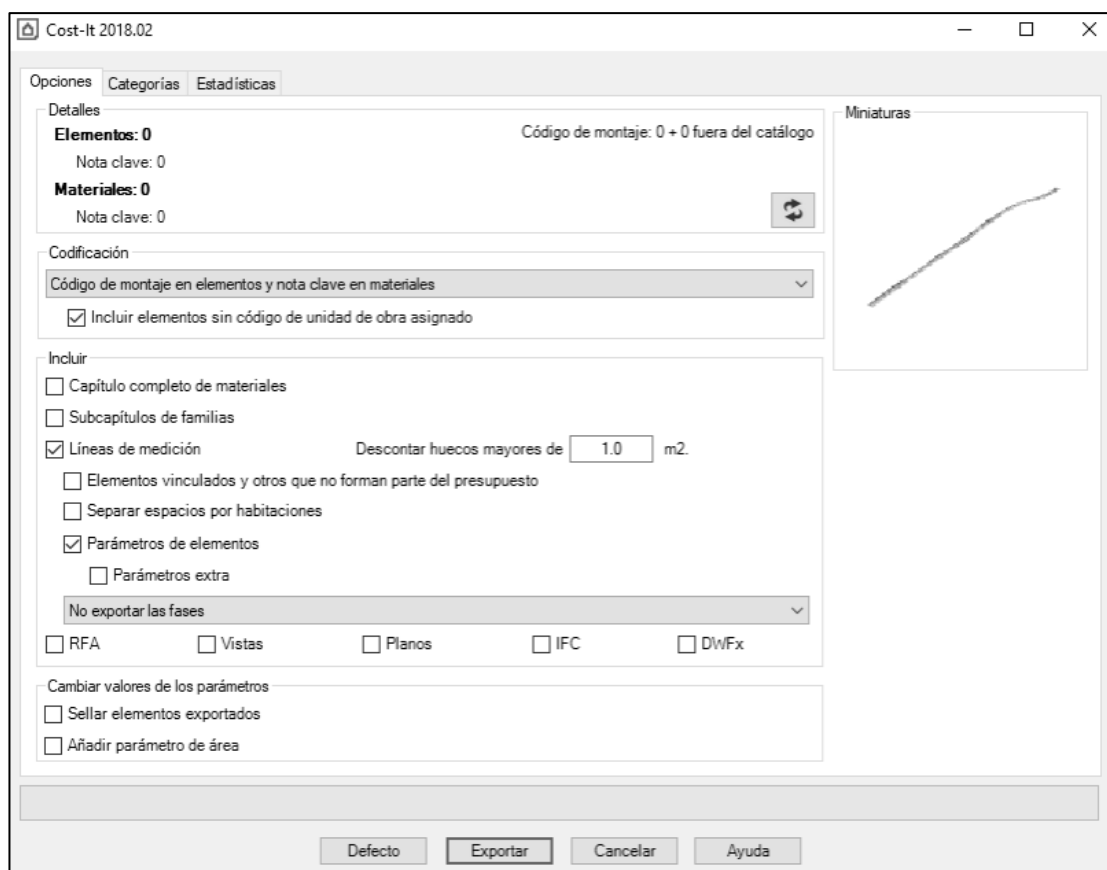 Cost-It 2018.02
Opciones Categorías Estadísticas
Detalles
Elementos: 0 Código de montaje: 0 + 0 fuera del catálogo
Nota clave: 0
Materiales: 0
Nota clave: 0
Miniaturas
Codificación
Código de montaje en elementos y nota clave en materiales
Incluir elementos sin código de unidad de obra asignado
Incluir
Capítulo completo de materiales
Subcapítulos de familias
Líneas de medición Descontar huecos mayores de 1.0 m2.
Elementos vinculados y otros que no forman parte del presupuesto
Separar espacios por habitaciones
Parámetros de elementos
Parámetros extra
No exportar las fases
RFA Vistas Planos IFC DWFx
Cambiar valores de los parámetros
Sellar elementos exportados
Añadir parámetro de área
Defecto Exportar Cancelar Ayuda